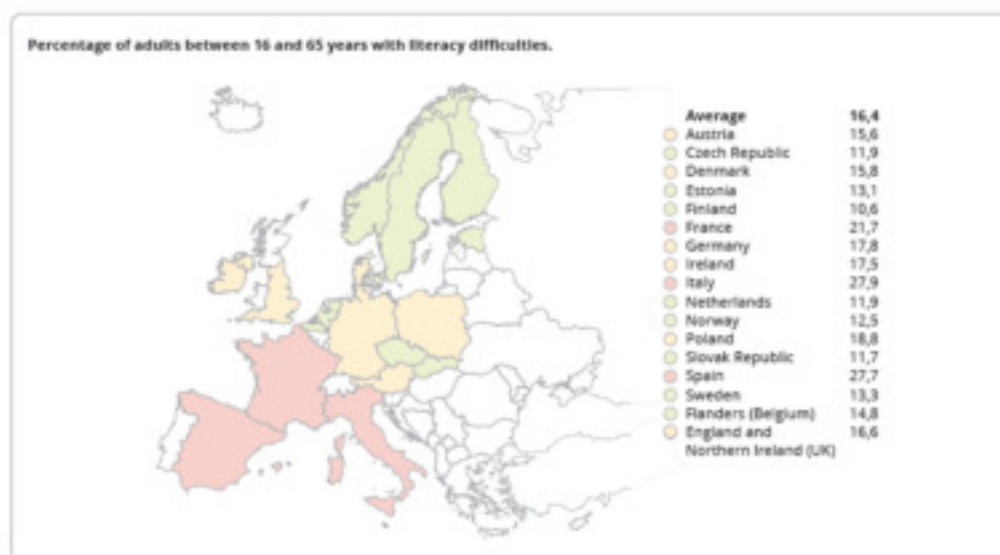 Percentage of adults between 16 and 65 years with literacy difficulties.
Average 16,4
Austria 15,6
Czech Republic 11,9
Denmark 15,8
Estonia 13,1
Finland 10,6
France 21,7
Germany 17,8
Ireland 17,5
Italy 27,9
Netherlands 11,9
Norway 12,5
Poland 18,8
Slovak Republic 11,7
Spain 27,7
Sweden 13,3
Flanders (Belgium) 14,8
England and 16,6
Northern Ireland (UK)